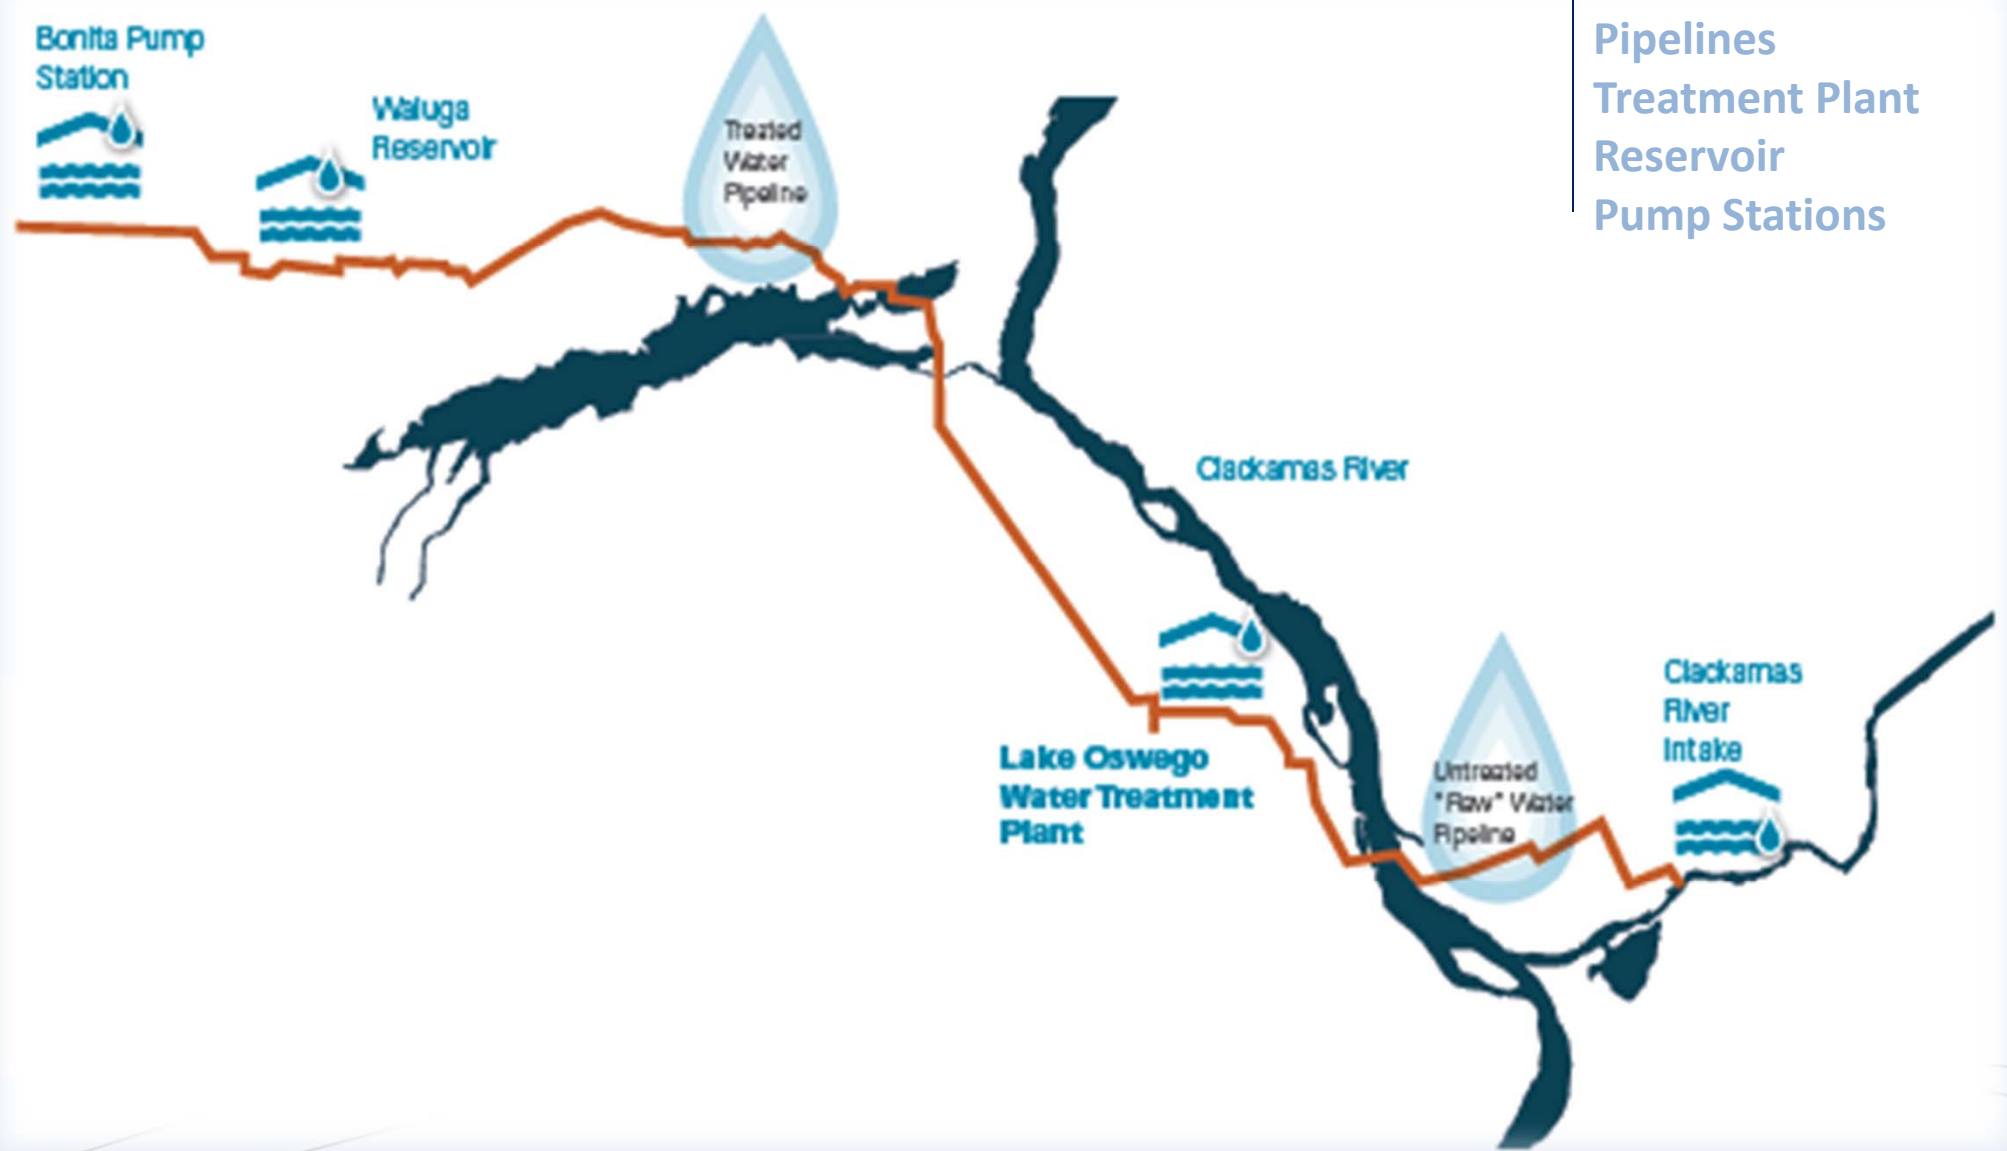 Bonita Pump
Station
Waluga
Reservoir
Treated
Water
Pipeline
Pipelines
Treatment Plant
Reservoir
Pump Stations
Clackamas River
Lake Oswego
Water Treatment
Plant
Untreated
"Raw" Water
Pipeline
Clackamas
River
Intake